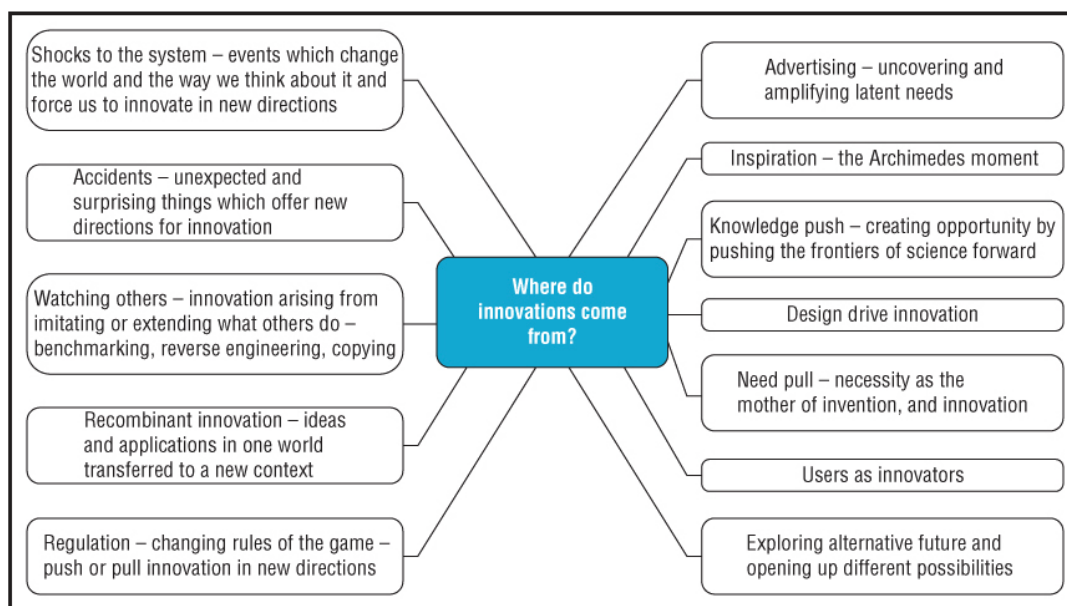 Shocks to the system – events which change
the world and the way we think about it and
force us to innovate in new directions
Accidents – unexpected and
surprising things which offer new
directions for innovation
Watching others – innovation arising from
imitating or extending what others do –
benchmarking, reverse engineering, copying
Recombinant innovation – ideas
and applications in one world
transferred to a new context
Regulation – changing rules of the game –
push or pull innovation in new directions
Where do
innovations come
from?
Advertising – uncovering and
amplifying latent needs
Inspiration – the Archimedes moment
Knowledge push – creating opportunity by
pushing the frontiers of science forward
Design drive innovation
Need pull – necessity as the
mother of invention, and innovation
Users as innovators
Exploring alternative future and
opening up different possibilities